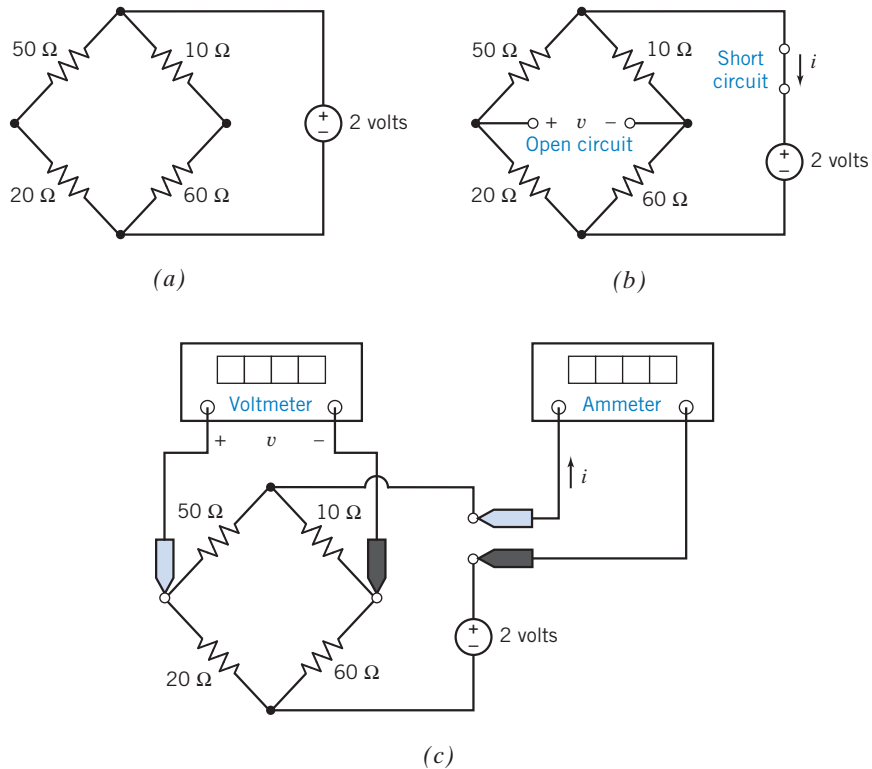 50 Ω 10 Ω
+
−
2 volts
20 Ω 60 Ω
(a)
50 Ω 10 Ω
Short
circuit
i
+ v −
Open circuit
+
−
2 volts
20 Ω 60 Ω
(b)
Voltmeter
+ v −
Ammeter
i
50 Ω 10 Ω
+
−
2 volts
20 Ω 60 Ω
(c)